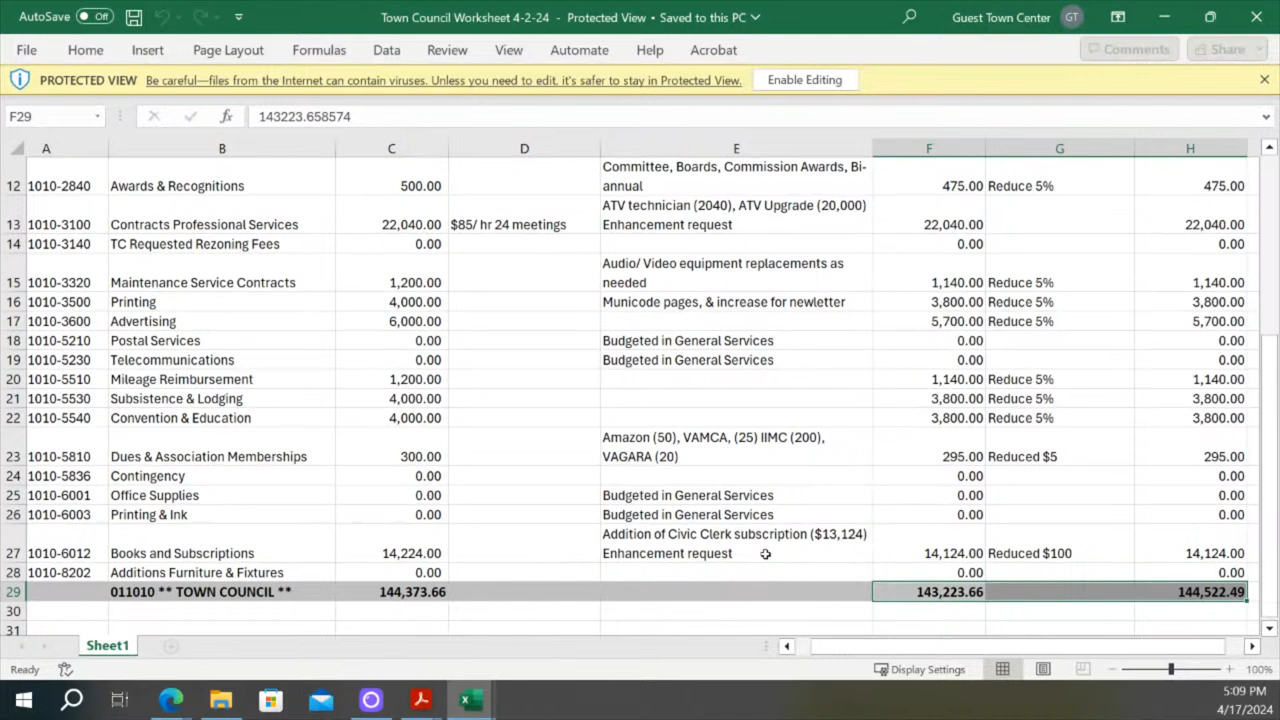 AutoSave Off Town Council Worksheet 4-2-24 - Protected View • Saved to this PC Guest Town Center GT
File Home Insert Page Layout Formulas Data Review View Automate Help Acrobat Comments Share
PROTECTED VIEW Be careful—files from the Internet can contain viruses. Unless you need to edit, it's safer to stay in Protected View. Enable Editing
F29 fx 143223.658574
A B C D E F G H
Committee, Boards, Commission Awards, Bi-
12 1010-2840 Awards & Recognitions 500.00 annual 475.00 Reduce 5% 475.00
ATV technician (2040), ATV Upgrade (20,000)
13 1010-3100 Contracts Professional Services 22,040.00 $85/ hr 24 meetings Enhancement request 22,040.00 22,040.00
14 1010-3140 TC Requested Rezoning Fees 0.00 0.00 0.00
Audio/ Video equipment replacements as
15 1010-3320 Maintenance Service Contracts 1,200.00 needed 1,140.00 Reduce 5% 1,140.00
16 1010-3500 Printing 4,000.00 Municode pages, & increase for newletter 3,800.00 Reduce 5% 3,800.00
17 1010-3600 Advertising 6,000.00 5,700.00 Reduce 5% 5,700.00
18 1010-5210 Postal Services 0.00 Budgeted in General Services 0.00 0.00
19 1010-5230 Telecommunications 0.00 Budgeted in General Services 0.00 0.00
20 1010-5510 Mileage Reimbursement 1,200.00 1,140.00 Reduce 5% 1,140.00
21 1010-5530 Subsistence & Lodging 4,000.00 3,800.00 Reduce 5% 3,800.00
22 1010-5540 Convention & Education 4,000.00 3,800.00 Reduce 5% 3,800.00
Amazon (50), VAMCA, (25) IIMC (200),
23 1010-5810 Dues & Association Memberships 300.00 VAGARA (20) 295.00 Reduced $5 295.00
24 1010-5836 Contingency 0.00 0.00 0.00
25 1010-6001 Office Supplies 0.00 Budgeted in General Services 0.00 0.00
26 1010-6003 Printing & Ink 0.00 Budgeted in General Services 0.00 0.00
Addition of Civic Clerk subscription ($13,124)
27 1010-6012 Books and Subscriptions 14,224.00 Enhancement request 14,124.00 Reduced $100 14,124.00
28 1010-8202 Additions Furniture & Fixtures 0.00 0.00 0.00
29 011010 ** TOWN COUNCIL ** 144,373.66 143,223.66 144,522.49
30
31
Sheet1
Ready Display Settings 100%
5:09 PM
4/17/2024